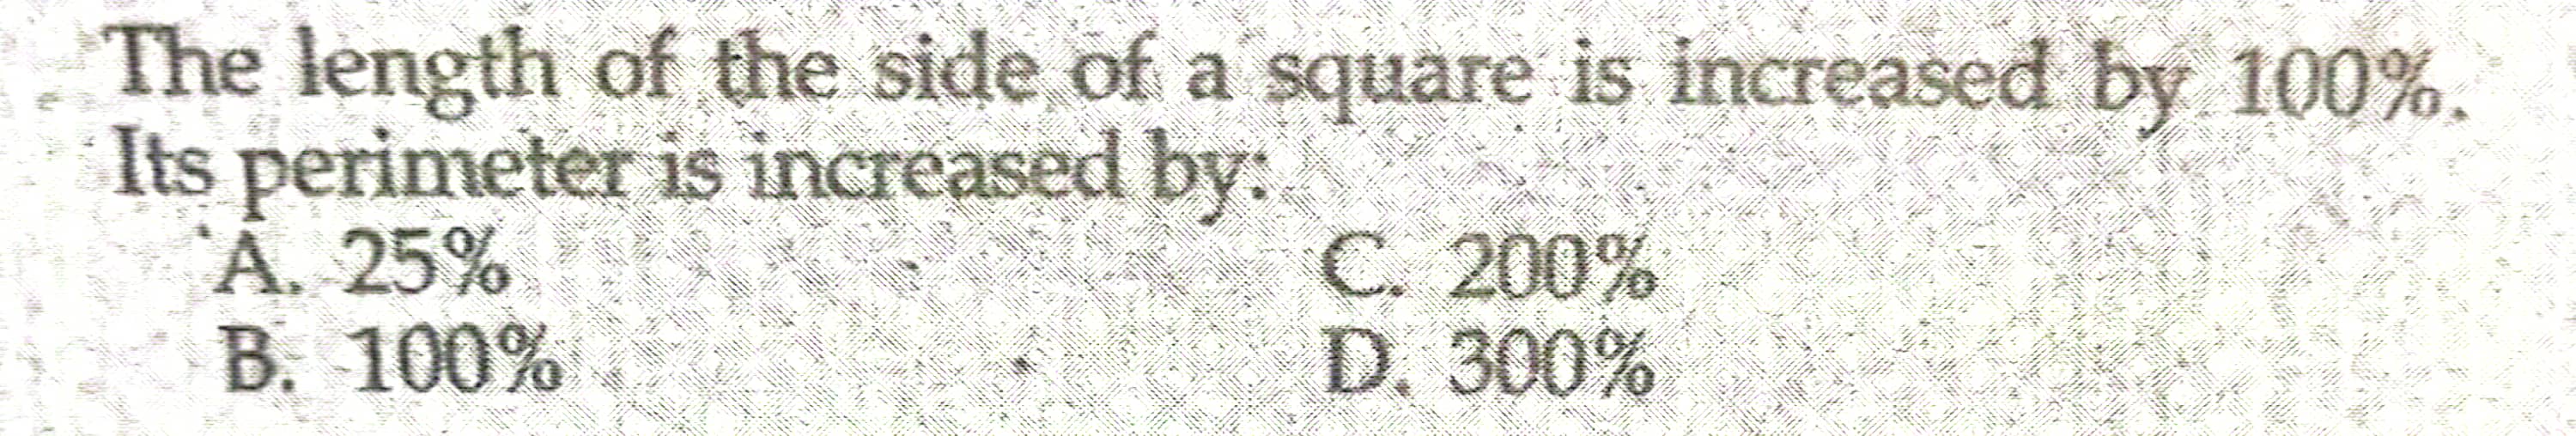 The length of the side of a square is increased by 100%.
Its perimeter is increased by:
A. 25%
C. 200%
B. 100%
D. 300%